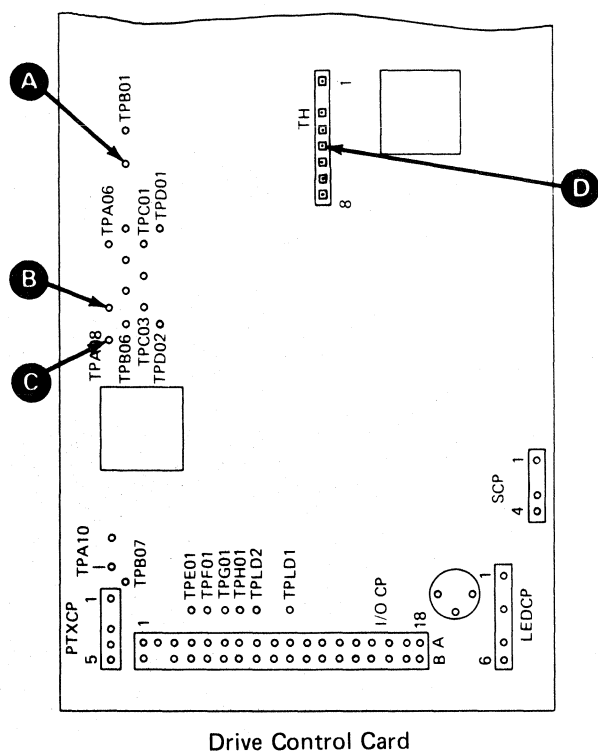 A
TPB01
TH
1
8
D
TPA06
TPC01
TPD01
B
C
TPA08
TPB06
TPC03
TPD02
SCP
1
4
TPA10
TPB07
TPE01
TPF01
TPG01
TPH01
TPLD2
TPLD1
PTXCP
1
5
1
I/O CP
18
B A
LEDCP
1
6
Drive Control Card